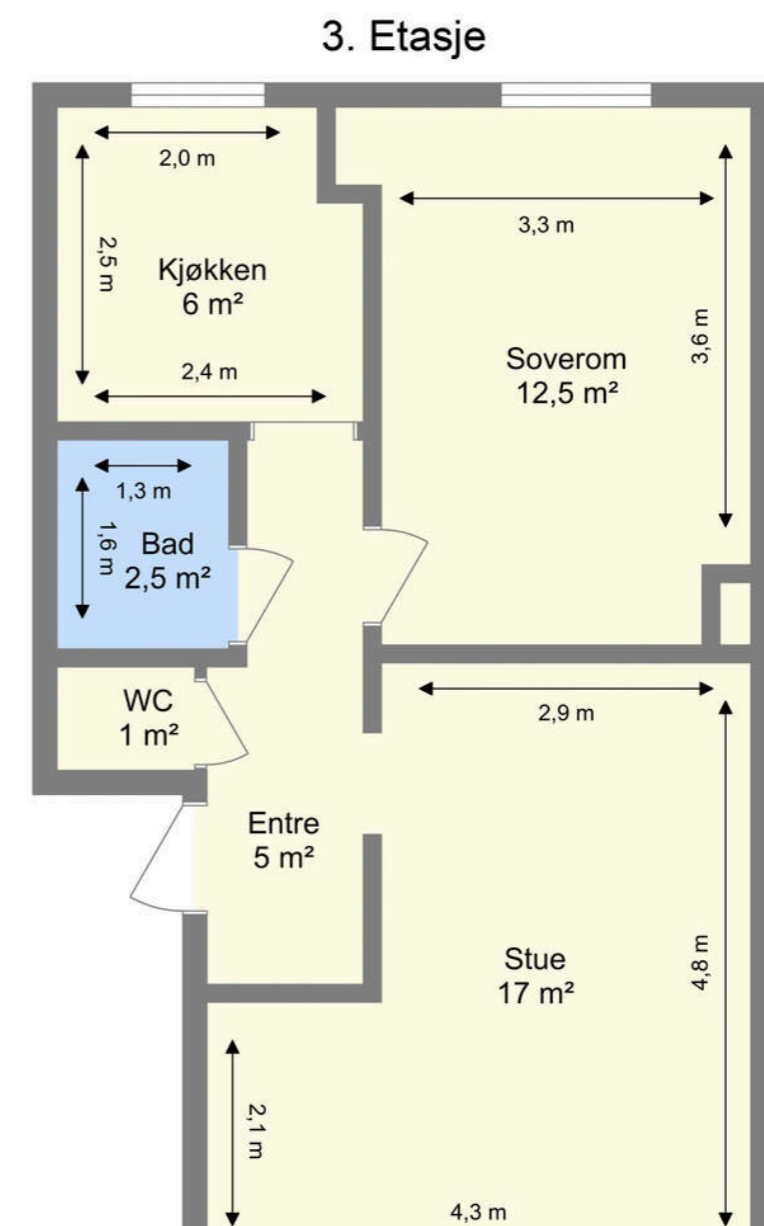 3. Etasje
2,0 m
2,5 m
Kjøkken
6 m²
2,4 m
3,3 m
3,6 m
Soverom
12,5 m²
1,3 m
1,6 m
Bad
2,5 m²
WC
1 m²
2,9 m
Entre
5 m²
Stue
17 m²
4,8 m
2,1 m
4,3 m